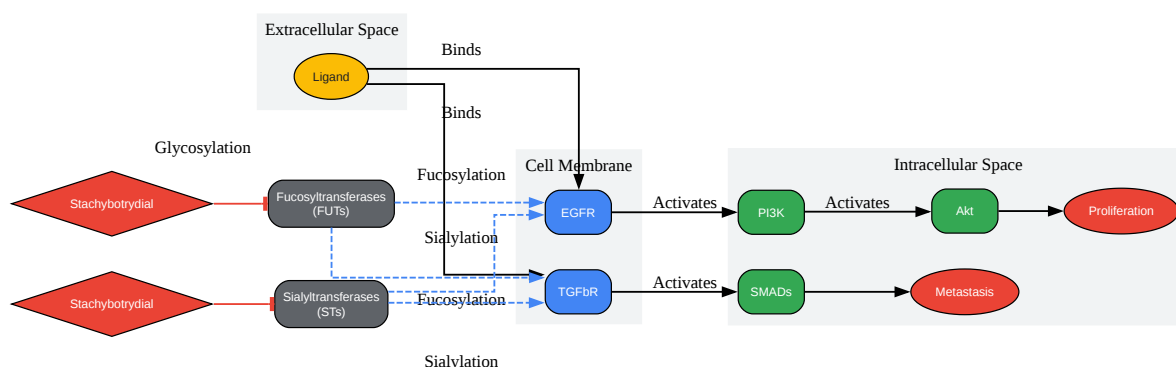 Extracellular Space
Binds
Ligand
Binds
Glycosylation
Cell Membrane
Intracellular Space
Fucosylation
Stachybotrydial
Fucosyltransferases
(FUTs)
EGFR
Activates
PI3K
Activates
Akt
Proliferation
Sialylation
Stachybotrydial
Sialyltransferases
(STs)
Fucosylation
TGFbR
Activates
SMADs
Metastasis
Sialylation